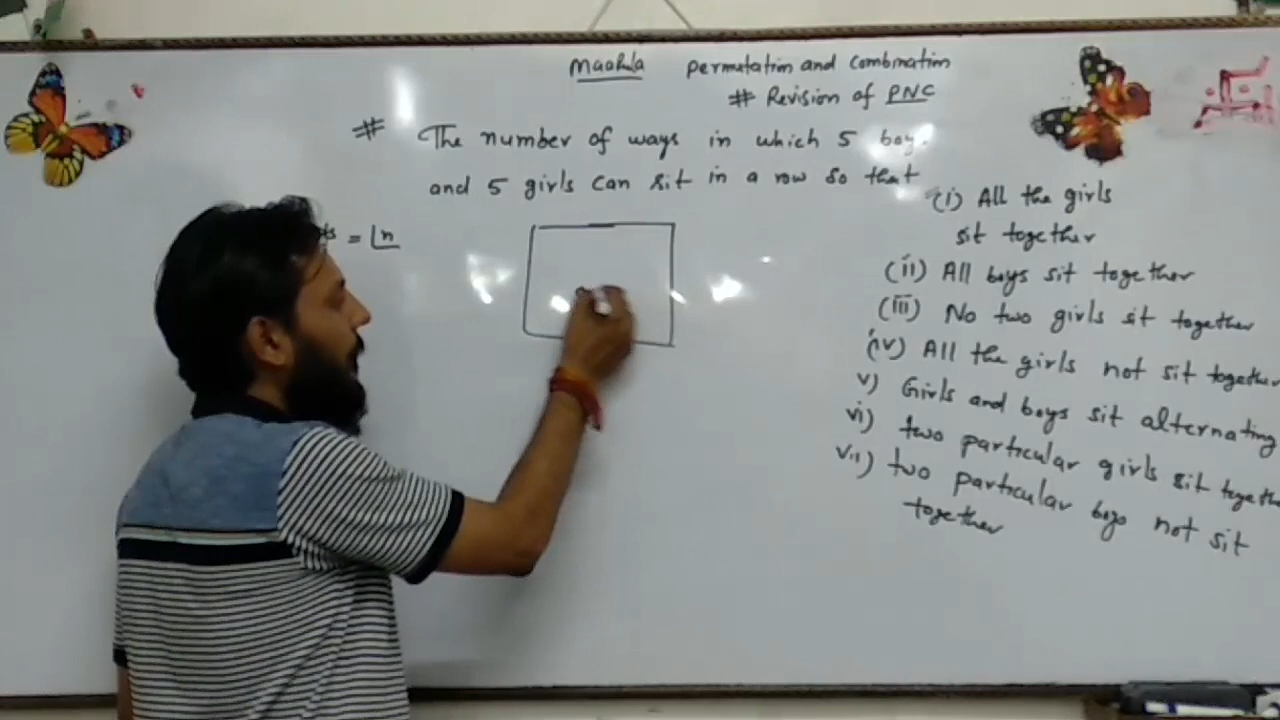 Maahla Permutation and Combination
# Revision of PNC
# The number of ways in which 5 boy.
and 5 girls can sit in a row so that
(i) All the girls
sit together
(ii) All boys sit together
(iii) No two girls sit together
(iv) All the girls not sit together
v) Girls and boys sit alternating
vi) two particular girls sit togethe
vii) two particular boys not sit
together
= ⌊n